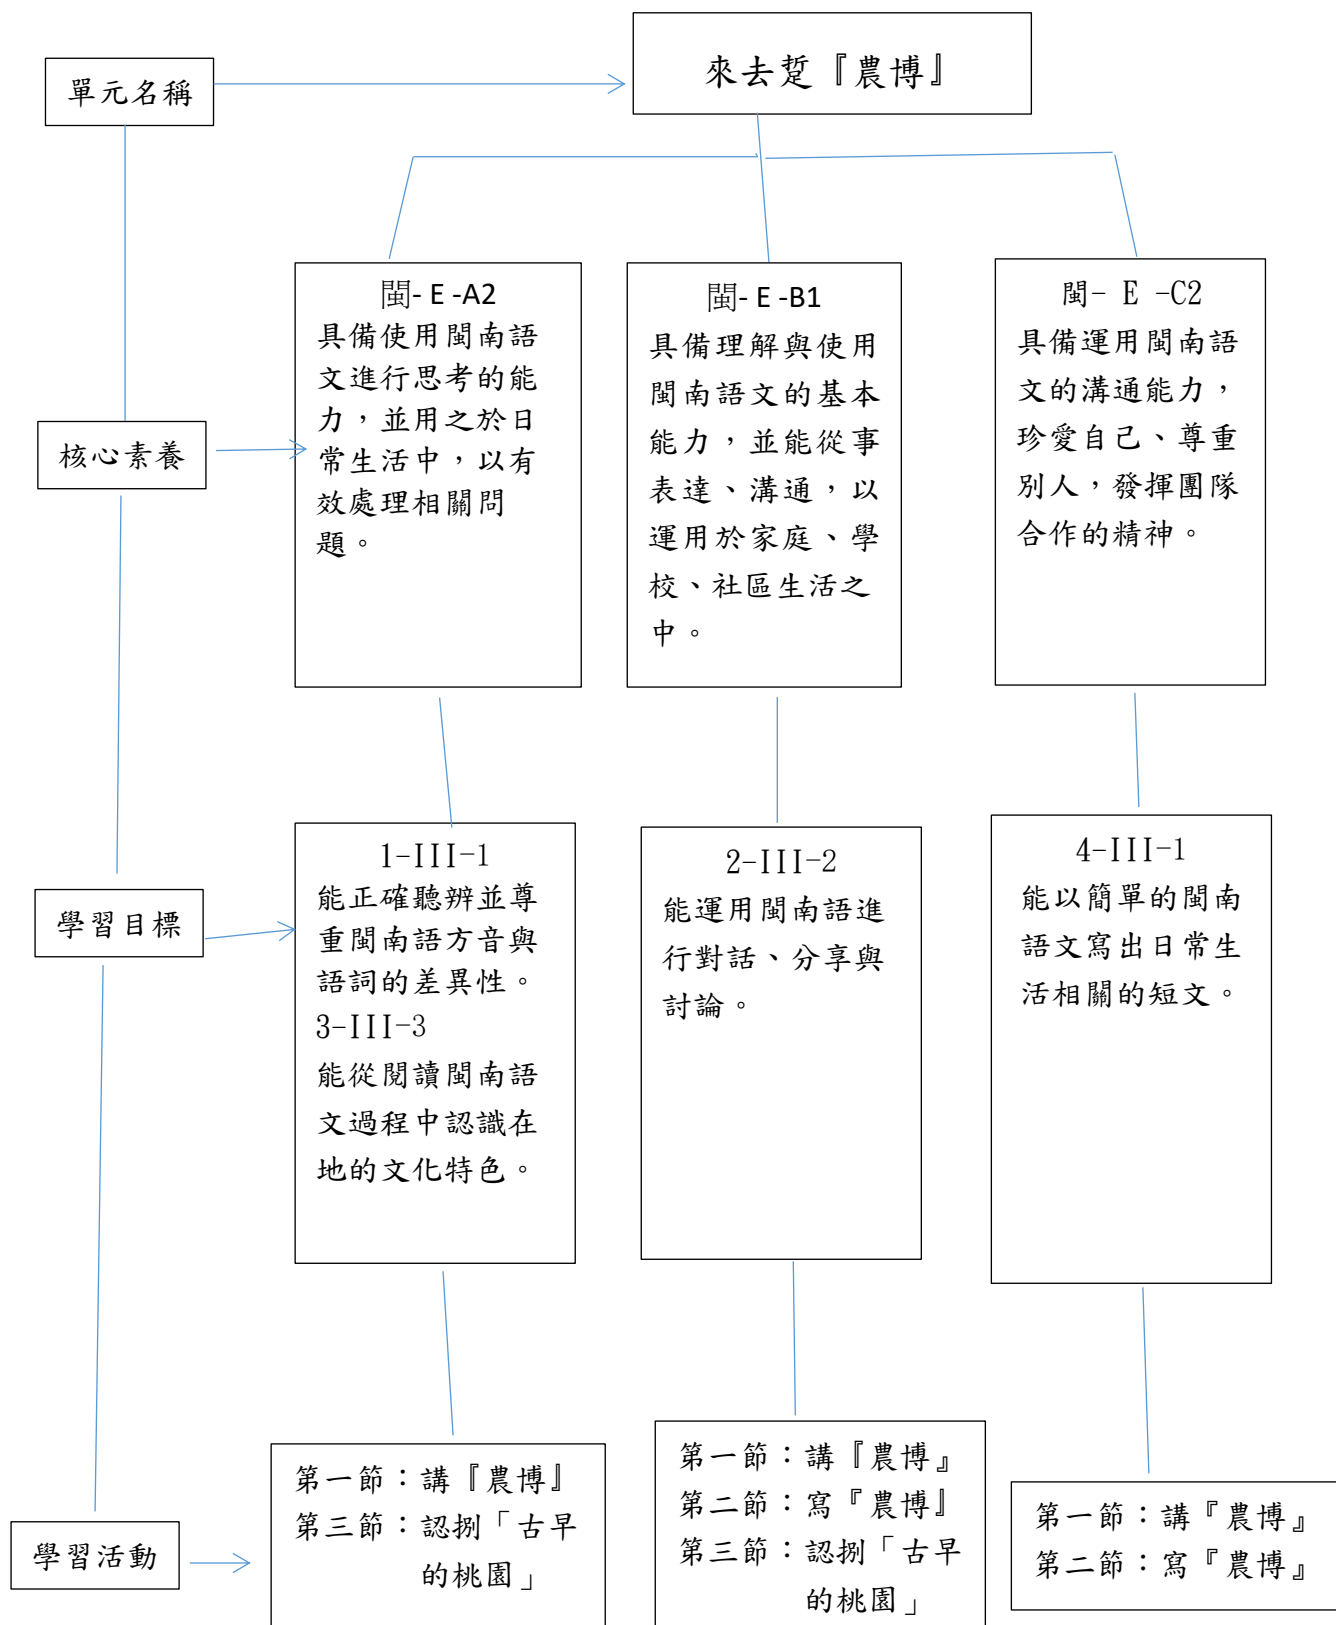 單元名稱
來去踅『農博』
核心素養
閩- E -A2
具備使用閩南語
文進行思考的能
力，並用之於日
常生活中，以有
效處理相關問
題。
閩- E -B1
具備理解與使用
閩南語文的基本
能力，並能從事
表達、溝通，以
運用於家庭、學
校、社區生活之
中。
閩- E -C2
具備運用閩南語
文的溝通能力，
珍愛自己、尊重
別人，發揮團隊
合作的精神。
學習目標
1-III-1
能正確聽辨並尊
重閩南語方音與
語詞的差異性。
3-III-3
能從閱讀閩南語
文過程中認識在
地的文化特色。
2-III-2
能運用閩南語進
行對話、分享與
討論。
4-III-1
能以簡單的閩南
語文寫出日常生
活相關的短文。
學習活動
第一節：講『農博』
第三節：認捌「古早
的桃園」
第一節：講『農博』
第二節：寫『農博』
第三節：認捌「古早
的桃園」
第一節：講『農博』
第二節：寫『農博』